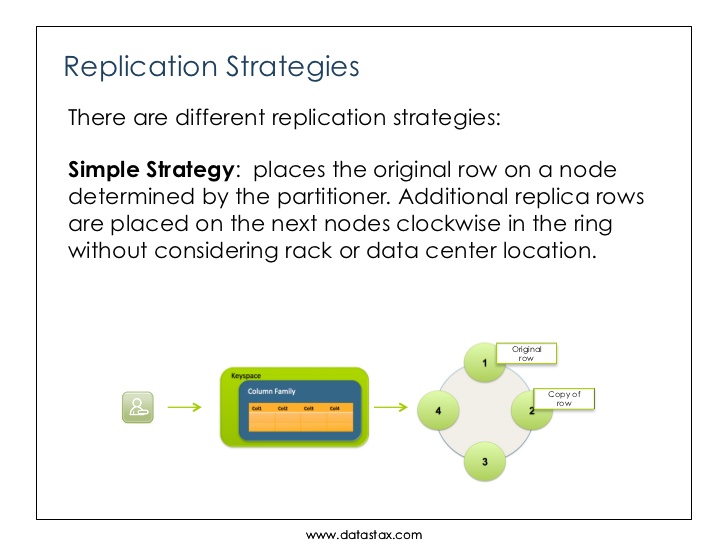 Replication Strategies
There are different replication strategies:
Simple Strategy:  places the original row on a node
determined by the partitioner. Additional replica rows
are placed on the next nodes clockwise in the ring
without considering rack or data center location.
Keyspace
Column Family
Col1 Col2 Col3 Col4
Original
row
1
Copy of
row
4
2
3
www.datastax.com